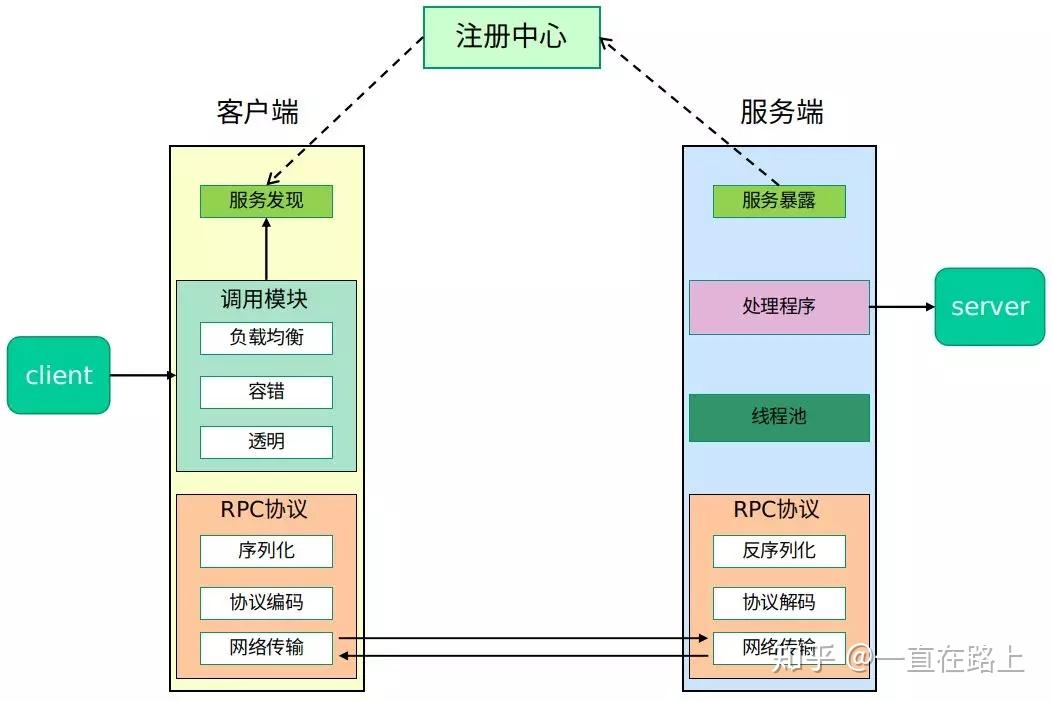 注册中心
客户端
服务端
服务发现
服务暴露
调用模块
负载均衡
容错
透明
处理程序
server
client
线程池
RPC协议
序列化
协议编码
网络传输
RPC协议
反序列化
协议解码
网络传输
知乎 @一直在路上